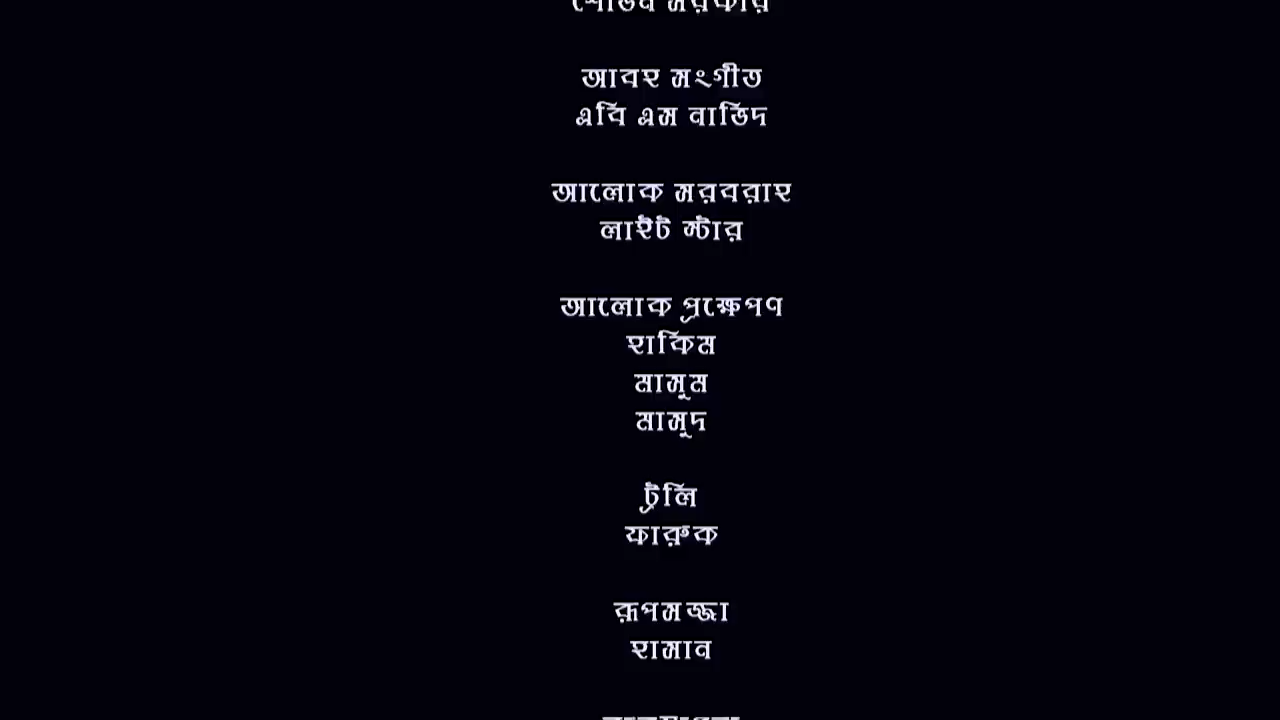 আবহ সংগীত
এবি এম নাভিদ
আলোক সরবরাহ
লাইট স্টার
আলোক প্রক্ষেপণ
হাকিম
মাসুম
মাসুদ
ট্রলি
ফারুক
রূপসজ্জা
হাসান